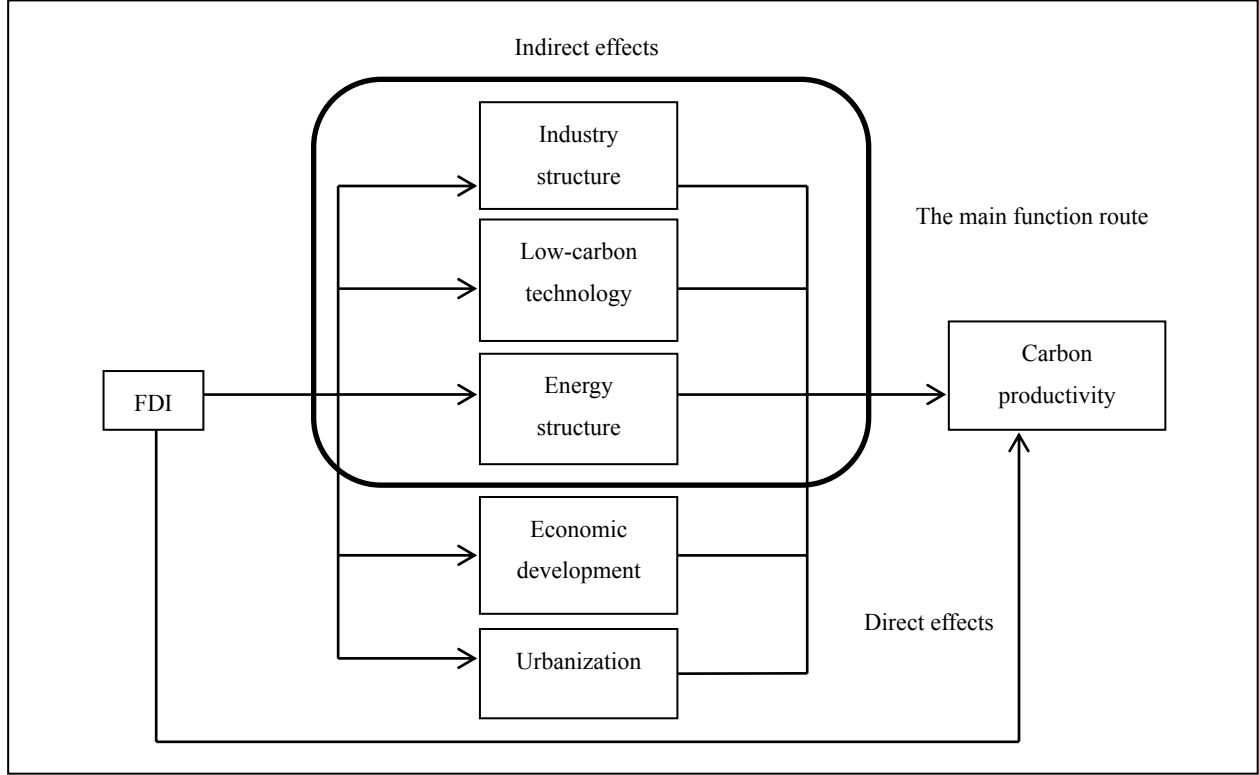 Indirect effects
Industry
structure
The main function route
Low-carbon
technology
Carbon
productivity
Energy
structure
FDI
Economic
development
Direct effects
Urbanization